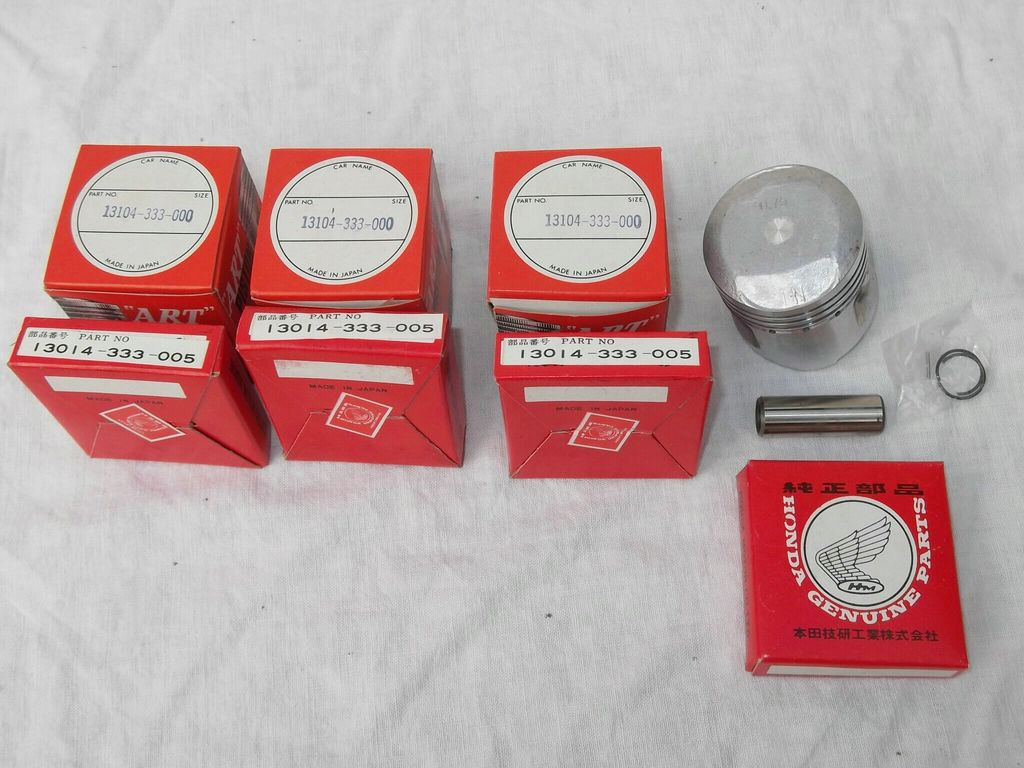 CAR NAME
PART NO.
SIZE
13104-333-000
MADE IN JAPAN
"ART"
CAR NAME
PART NO.
SIZE
13104-333-000
MADE IN JAPAN
CAR NAME
PART NO.
SIZE
13104-333-000
MADE IN JAPAN
"ART"
部品番号 PART NO
13014-333-005
部品番号 PART NO
13014-333-005
MADE IN JAPAN
部品番号 PART NO
13014-333-005
MADE IN JAPAN
MADE IN JAPAN
純正部品
HONDA GENUINE PARTS
HM
本田技研工業株式会社